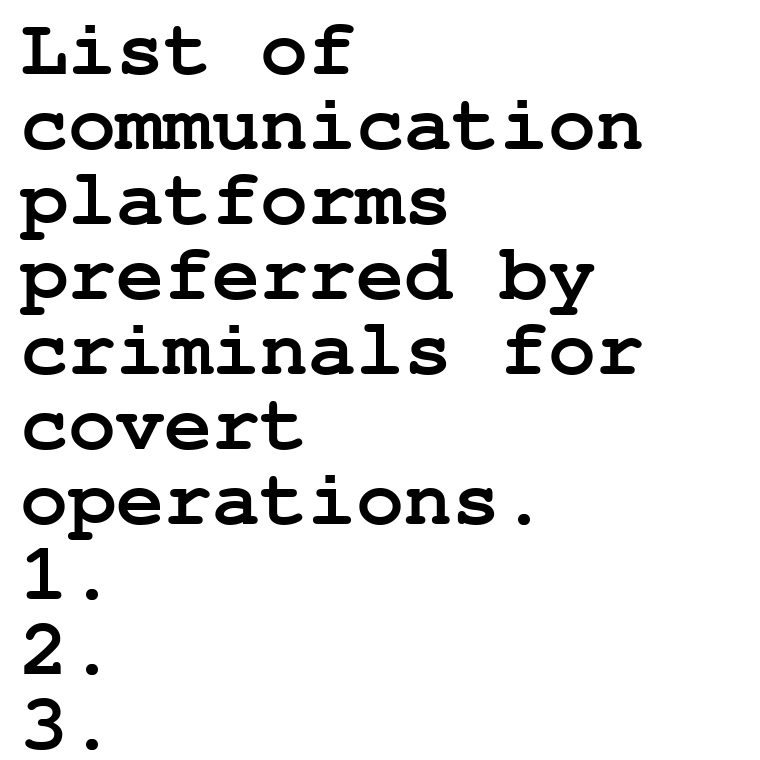 List of
communication
platforms
preferred by
criminals for
covert
operations.
1.
2.
3.